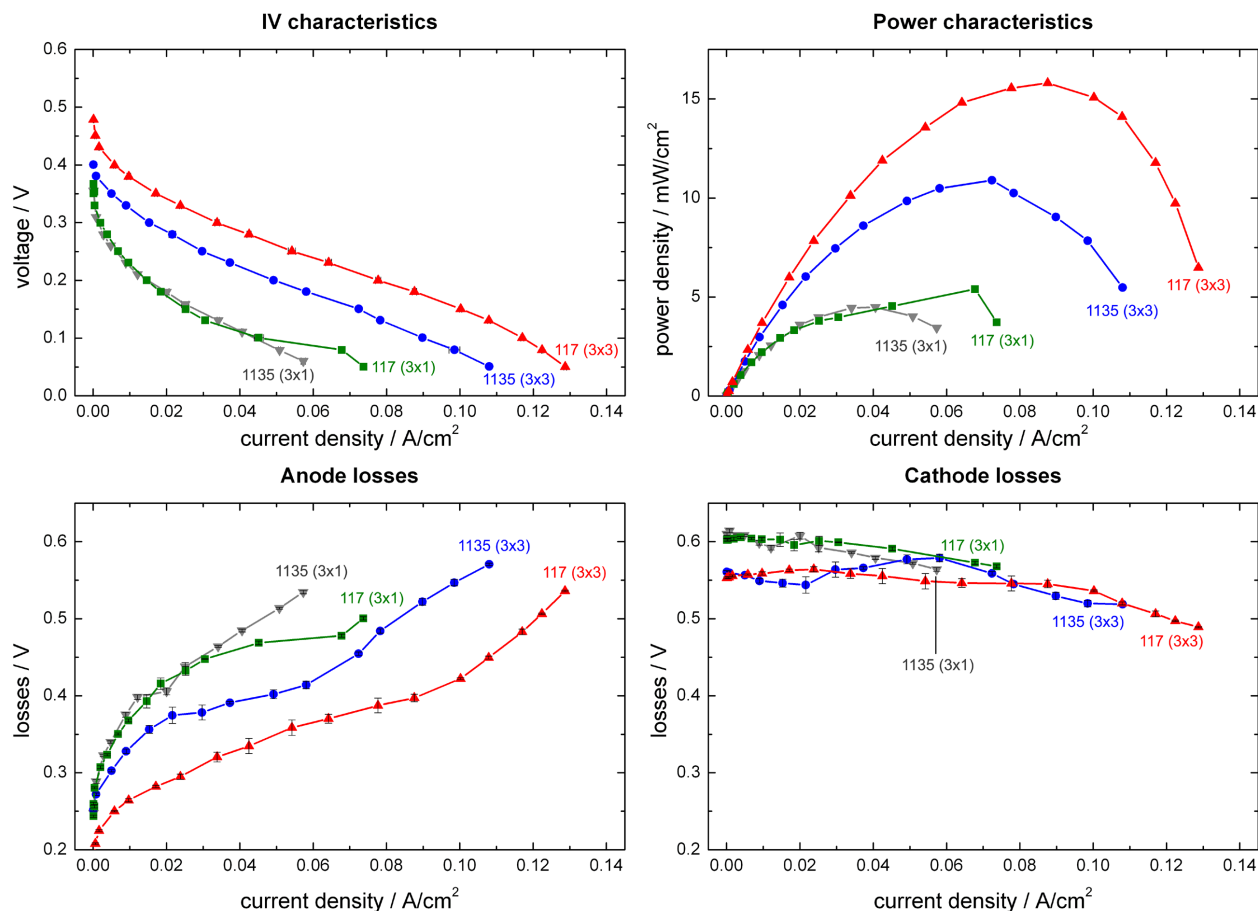 IV characteristics
0.6
0.5
0.4
0.3
0.2
0.1
0.0
voltage / V
117 (3x3)
1135 (3x1)
117 (3x1)
1135 (3x3)
0.00 0.02 0.04 0.06 0.08 0.10 0.12 0.14
current density / A/cm²
Power characteristics
15
10
5
0
power density / mW/cm²
117 (3x3)
1135 (3x3)
1135 (3x1)
117 (3x1)
0.00 0.02 0.04 0.06 0.08 0.10 0.12 0.14
current density / A/cm²
Anode losses
0.6
0.5
0.4
0.3
0.2
losses / V
1135 (3x3)
1135 (3x1)
117 (3x3)
117 (3x1)
0.00 0.02 0.04 0.06 0.08 0.10 0.12 0.14
current density / A/cm²
Cathode losses
0.6
0.5
0.4
0.3
0.2
losses / V
117 (3x1)
1135 (3x3)
117 (3x3)
1135 (3x1)
0.00 0.02 0.04 0.06 0.08 0.10 0.12 0.14
current density / A/cm²